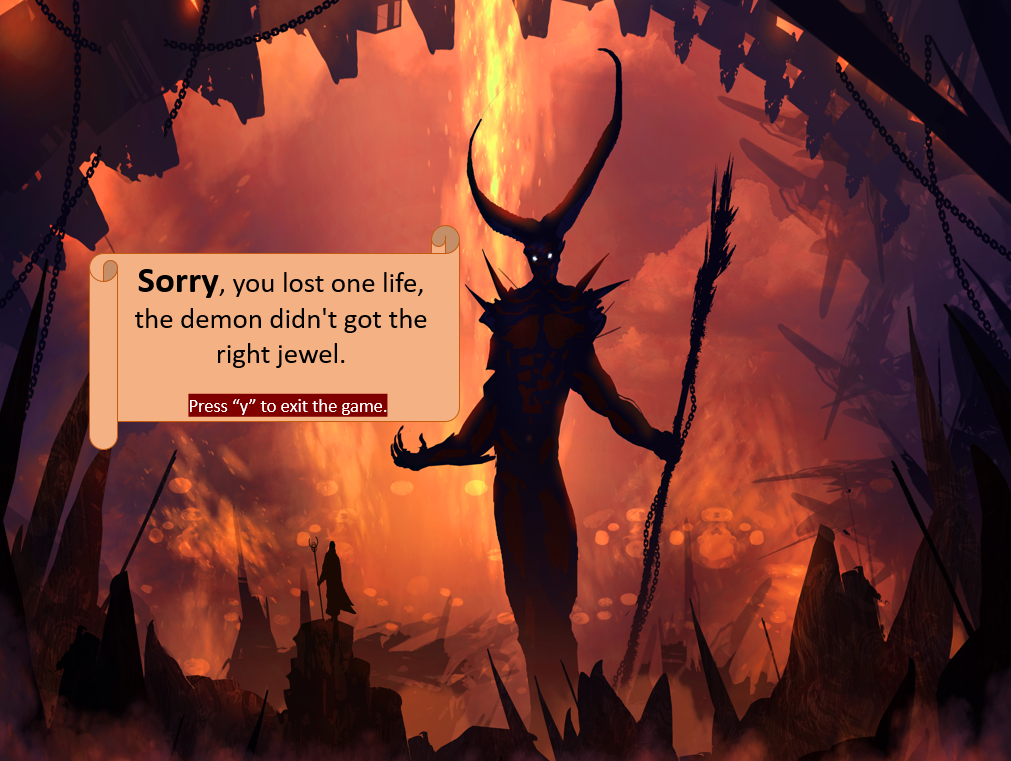 Sorry, you lost one life,
the demon didn't got the
right jewel.
Press “y” to exit the game.